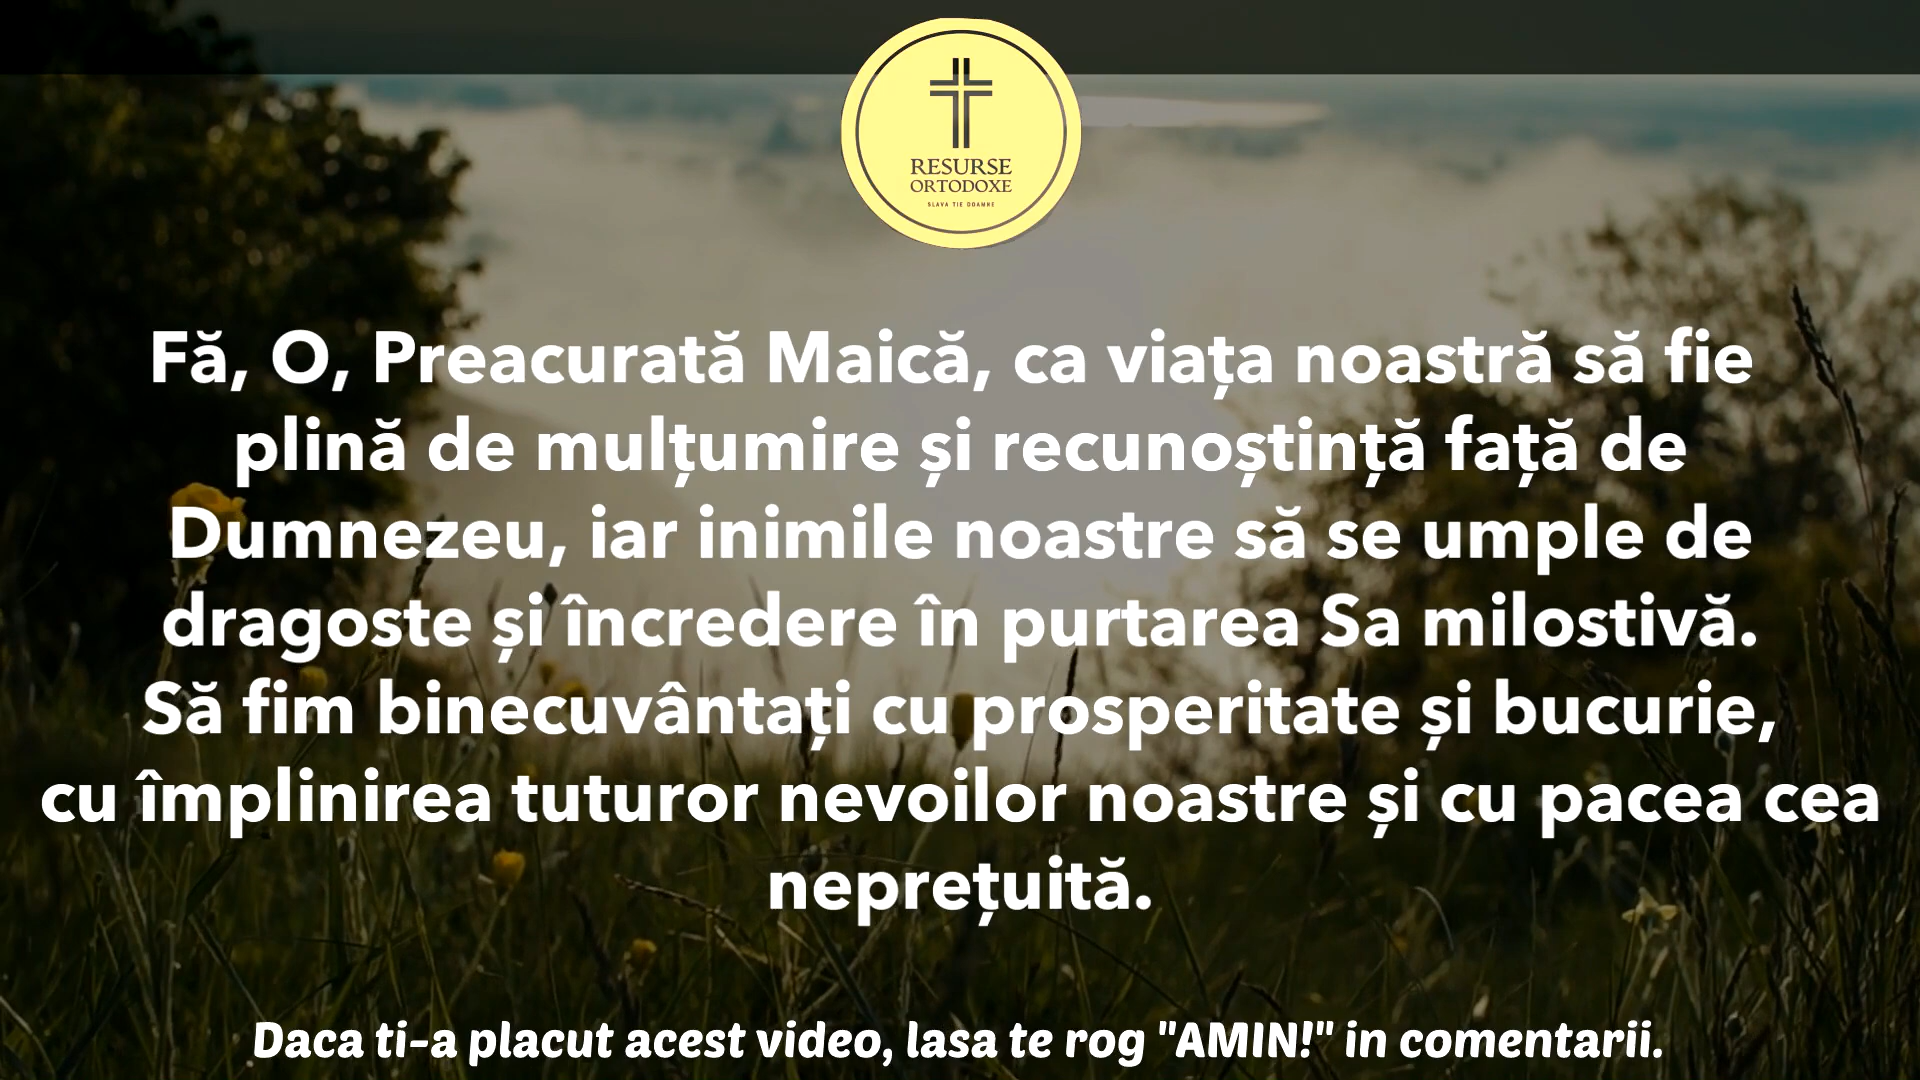 RESURSE
ORTODOXE
SLAVA TIE DOAMNE
Fă, O, Preacurată Maică, ca viața noastră să fie
plină de mulțumire și recunoștință față de
Dumnezeu, iar inimile noastre să se umple de
dragoste și încredere în purtarea Sa milostivă.
Să fim binecuvântați cu prosperitate și bucurie,
cu împlinirea tuturor nevoilor noastre și cu pacea cea
neprețuită.
Daca ti-a placut acest video, lasa te rog "AMIN!" in comentarii.